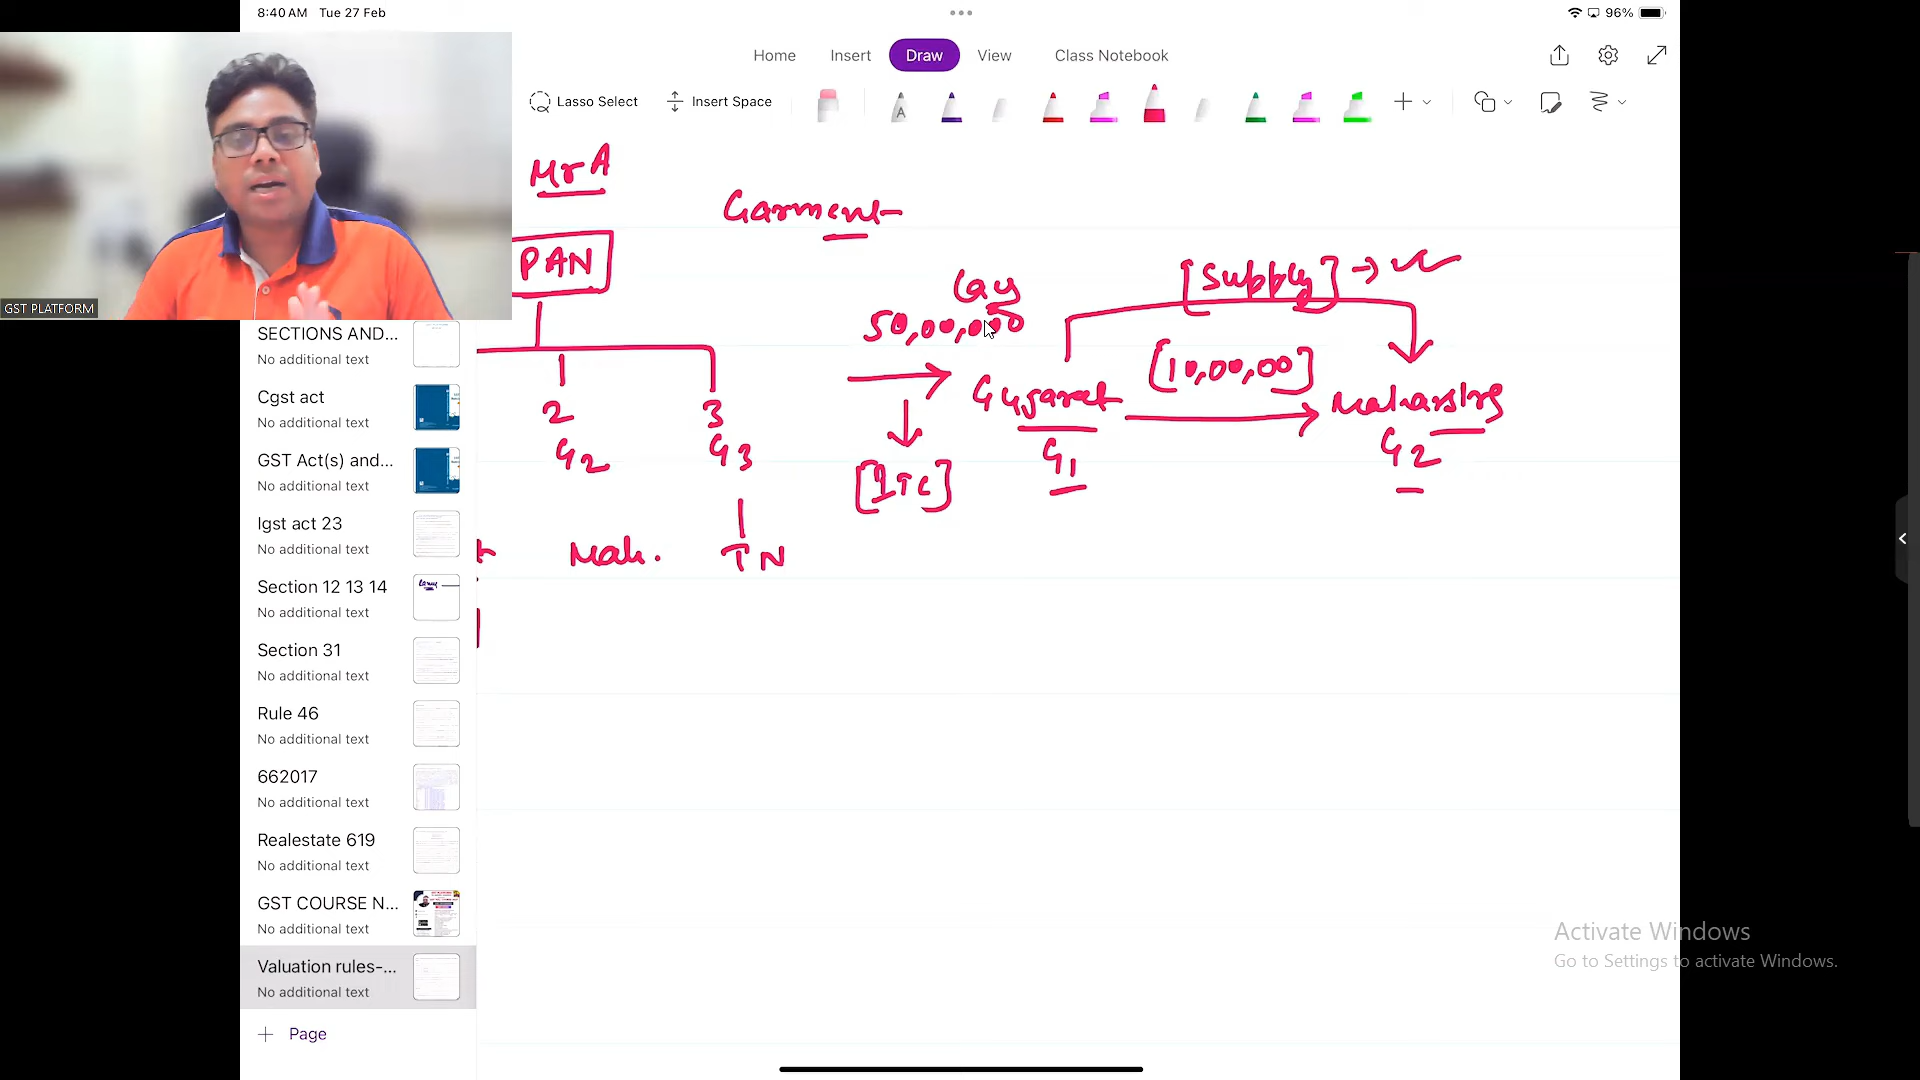 8:40 AM Tue 27 Feb
96%
Home Insert Draw View Class Notebook
Lasso Select Insert Space
A
GST PLATFORM
SECTIONS AND...
No additional text
Cgst act
No additional text
GST Act(s) and...
No additional text
Igst act 23
No additional text
Section 12 13 14
No additional text
Section 31
No additional text
Rule 46
No additional text
662017
No additional text
Realestate 619
No additional text
GST COURSE N...
No additional text
Valuation rules-...
No additional text
Page
Mr A
Garment
PAN
[Supply] →
50,00,000
[10,00,00]
Gujarat
2 3
G2 G3
G1 G2
[ITC]
Mah. TN
Activate Windows
Go to Settings to activate Windows.